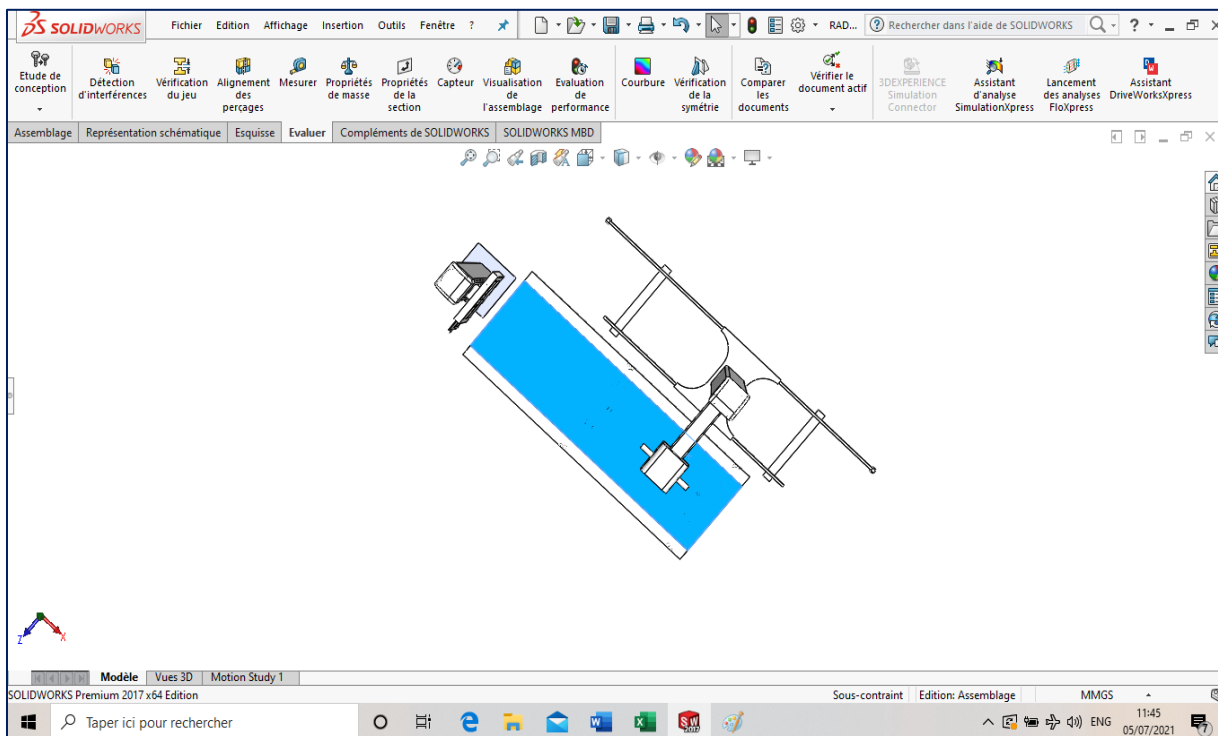 SOLIDWORKS Fichier Edition Affichage Insertion Outils Fenêtre ? RAD... Rechercher dans l'aide de SOLIDWORKS ?
Etude de conception
Détection d'interférences
Vérification du jeu
Alignement des perçages
Mesurer
Propriétés de masse
Propriétés de la section
Capteur
Visualisation de l'assemblage
Evaluation de performance
Courbure
Vérification de la symétrie
Comparer les documents
Vérifier le document actif
3DEXPERIENCE Simulation Connector
Assistant d'analyse SimulationXpress
Lancement des analyses FloXpress
Assistant DriveWorksXpress
Assemblage Représentation schématique Esquisse Evaluer Compléments de SOLIDWORKS SOLIDWORKS MBD
Z X
Modèle Vues 3D Motion Study 1
SOLIDWORKS Premium 2017 x64 Edition Sous-contraint Edition: Assemblage MMGS
Taper ici pour rechercher ENG 11:45
05/07/2021